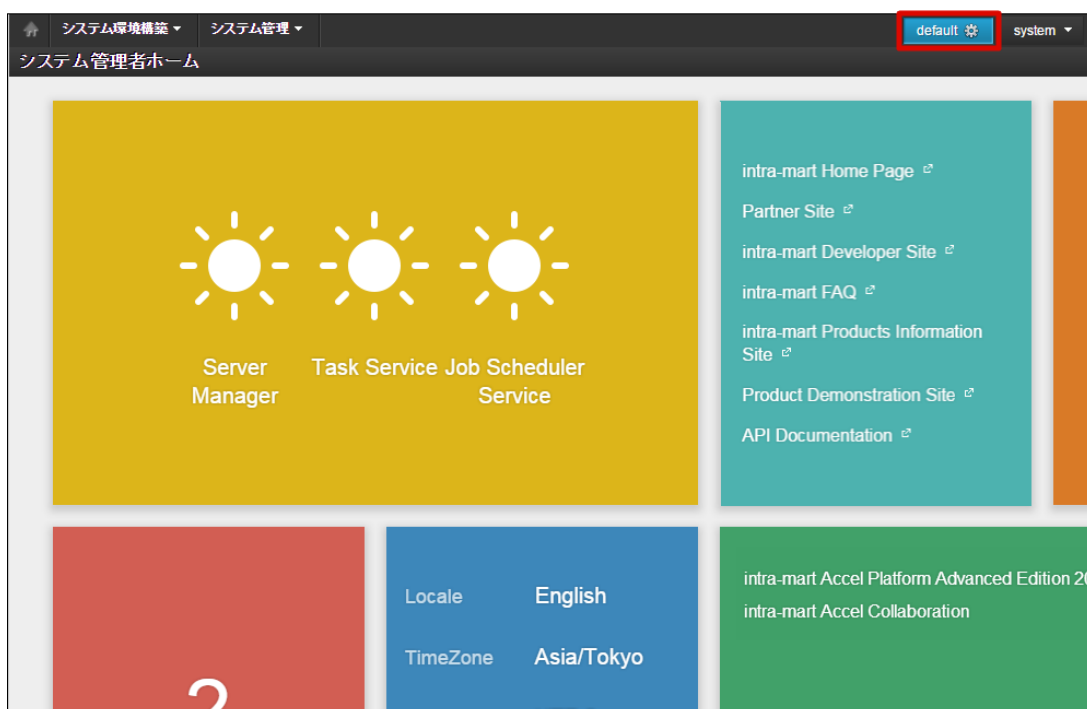 システム環境構築 システム管理 default system
システム管理者ホーム
Server Manager
Task Service
Job Scheduler Service
intra-mart Home Page
Partner Site
intra-mart Developer Site
intra-mart FAQ
intra-mart Products Information
Site
Product Demonstration Site
API Documentation
2
Locale English
TimeZone Asia/Tokyo
intra-mart Accel Platform Advanced Edition
intra-mart Accel Collaboration